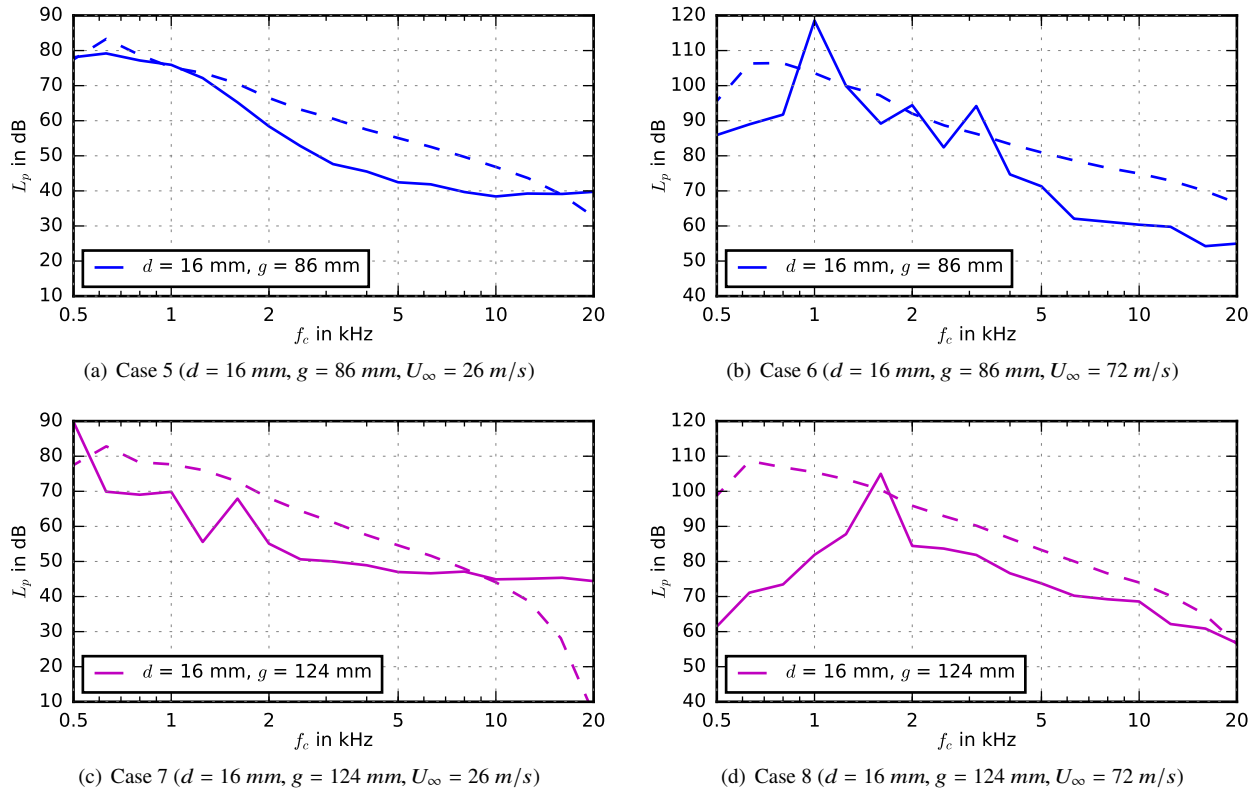 90
80
70
60
50
40
30
20
10
L_p in dB
d = 16 mm, g = 86 mm
0.5 1 2 5 10 20
f_c in kHz
(a) Case 5 (d = 16 mm, g = 86 mm, U_∞ = 26 m/s)
120
110
100
90
80
70
60
50
40
L_p in dB
d = 16 mm, g = 86 mm
0.5 1 2 5 10 20
f_c in kHz
(b) Case 6 (d = 16 mm, g = 86 mm, U_∞ = 72 m/s)
90
80
70
60
50
40
30
20
10
L_p in dB
d = 16 mm, g = 124 mm
0.5 1 2 5 10 20
f_c in kHz
(c) Case 7 (d = 16 mm, g = 124 mm, U_∞ = 26 m/s)
120
110
100
90
80
70
60
50
40
L_p in dB
d = 16 mm, g = 124 mm
0.5 1 2 5 10 20
f_c in kHz
(d) Case 8 (d = 16 mm, g = 124 mm, U_∞ = 72 m/s)